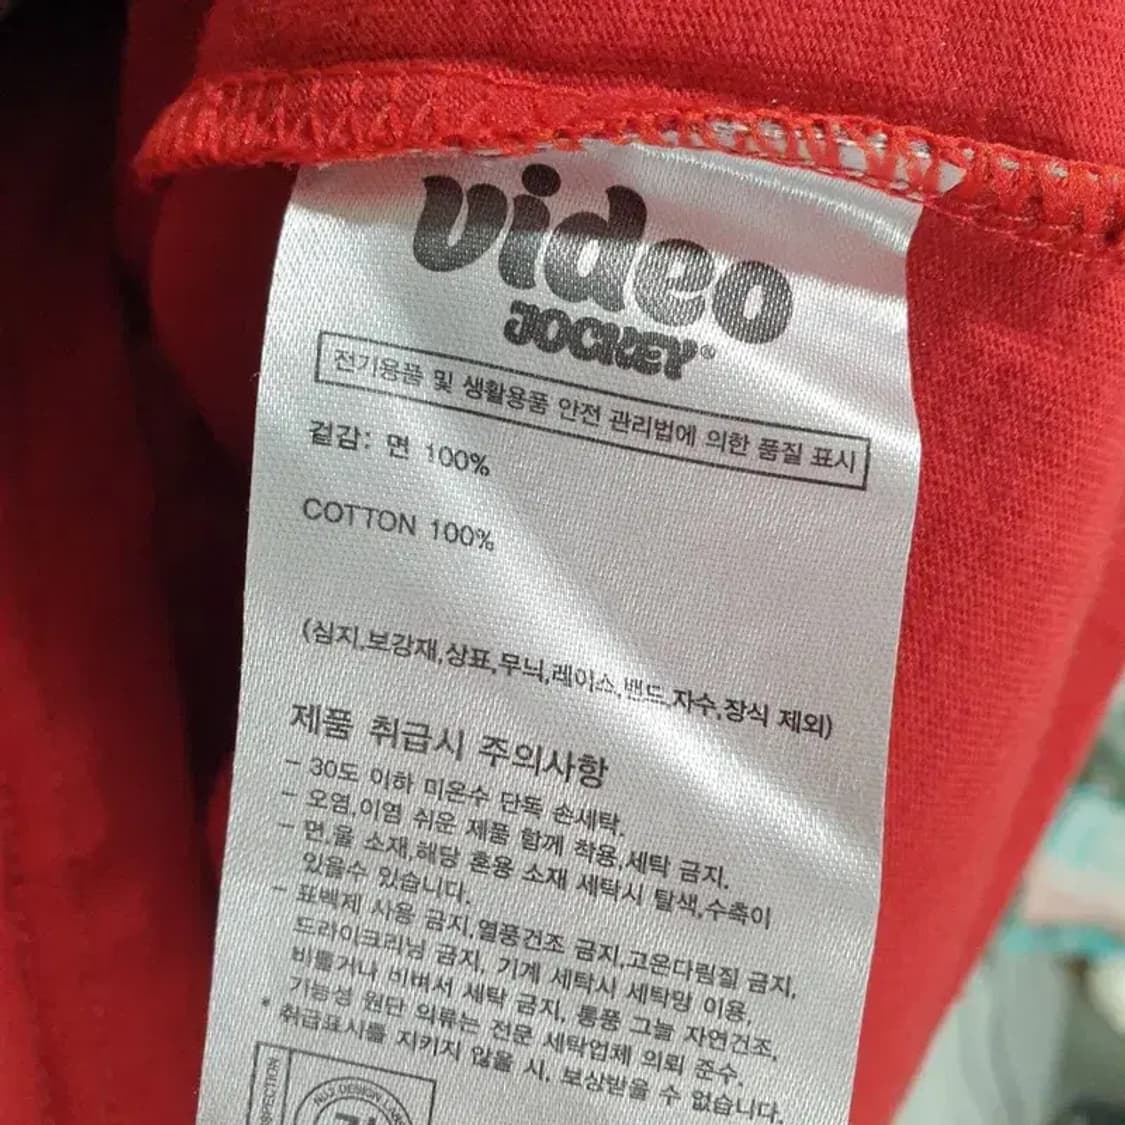 video
JOCKEY®
전기용품 및 생활용품 안전 관리법에 의한 품질 표시
겉감: 면 100%
COTTON 100%
(심지,보강재,상표,무늬,레이스,밴드,자수,장식 제외)
제품 취급시 주의사항
- 30도 이하 미온수 단독 손세탁.
- 오염,이염 쉬운 제품 함께 착용,세탁 금지.
- 면,울 소재,해당 혼용 소재 세탁시 탈색,수축이
있을수 있습니다.
- 표백제 사용 금지,열풍건조 금지,고온다림질 금지,
드라이크리닝 금지, 기계 세탁시 세탁망 이용,
비틀거나 비벼서 세탁 금지, 통풍 그늘 자연건조,
기능성 원단 의류는 전문 세탁업체 의뢰 준수.
* 취급표시를 지키지 않을 시, 보상받을 수 없습니다.